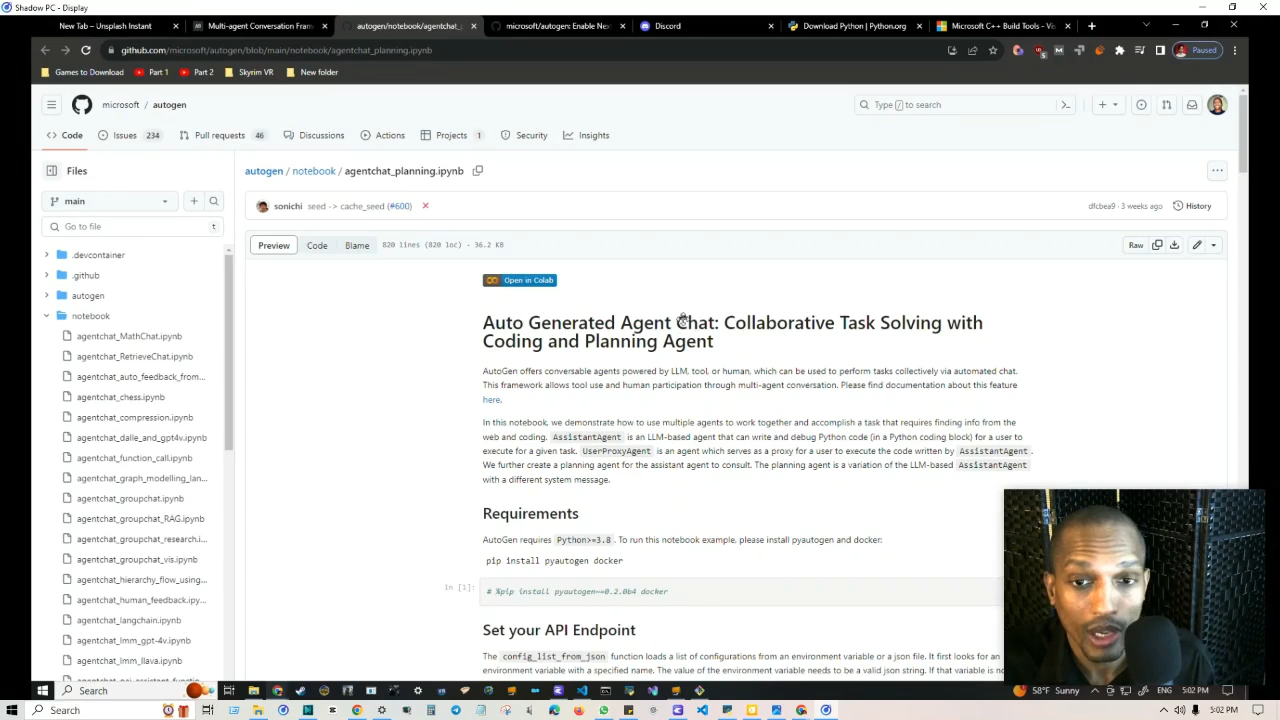 Shadow PC - Display
New Tab – Unsplash Instant
Multi-agent Conversation Fram
autogen/notebook/agentchat_
microsoft/autogen: Enable Nex
Discord
Download Python | Python.org
Microsoft C++ Build Tools - Vis
github.com/microsoft/autogen/blob/main/notebook/agentchat_planning.ipynb
Paused
Games to Download
Part 1
Part 2
Skyrim VR
New folder
microsoft / autogen
Type / to search
Code
Issues 234
Pull requests 46
Discussions
Actions
Projects 1
Security
Insights
Files
autogen / notebook / agentchat_planning.ipynb
main
sonichi seed -> cache_seed (#600)
dfcbea9 · 3 weeks ago
History
Go to file
t
Preview
Code
Blame
820 lines (820 loc) · 36.2 KB
Raw
.devcontainer
.github
autogen
notebook
agentchat_MathChat.ipynb
agentchat_RetrieveChat.ipynb
agentchat_auto_feedback_from...
agentchat_chess.ipynb
agentchat_compression.ipynb
agentchat_dalle_and_gpt4v.ipynb
agentchat_function_call.ipynb
agentchat_graph_modelling_lan...
agentchat_groupchat.ipynb
agentchat_groupchat_RAG.ipynb
agentchat_groupchat_research.i...
agentchat_groupchat_vis.ipynb
agentchat_hierarchy_flow_using...
agentchat_human_feedback.ipy...
agentchat_langchain.ipynb
agentchat_lmm_gpt-4v.ipynb
agentchat_lmm_llava.ipynb
Open in Colab
Auto Generated Agent Chat: Collaborative Task Solving with
Coding and Planning Agent
AutoGen offers conversable agents powered by LLM, tool, or human, which can be used to perform tasks collectively via automated chat.
This framework allows tool use and human participation through multi-agent conversation. Please find documentation about this feature
here.
In this notebook, we demonstrate how to use multiple agents to work together and accomplish a task that requires finding info from the
web and coding. AssistantAgent is an LLM-based agent that can write and debug Python code (in a Python coding block) for a user to
execute for a given task. UserProxyAgent is an agent which serves as a proxy for a user to execute the code written by AssistantAgent .
We further create a planning agent for the assistant agent to consult. The planning agent is a variation of the LLM-based AssistantAgent
with a different system message.
Requirements
AutoGen requires Python>=3.8 . To run this notebook example, please install pyautogen and docker:
pip install pyautogen docker
In [1]:
# %pip install pyautogen~=0.2.0b4 docker
Set your API Endpoint
The config_list_from_json function loads a list of configurations from an environment variable or a json file. It first looks for an
environment variable with a specified name. The value of the environment variable needs to be a valid json string. If that variable is no
Search
58°F Sunny
ENG
5:02 PM
Search
5:02 PM